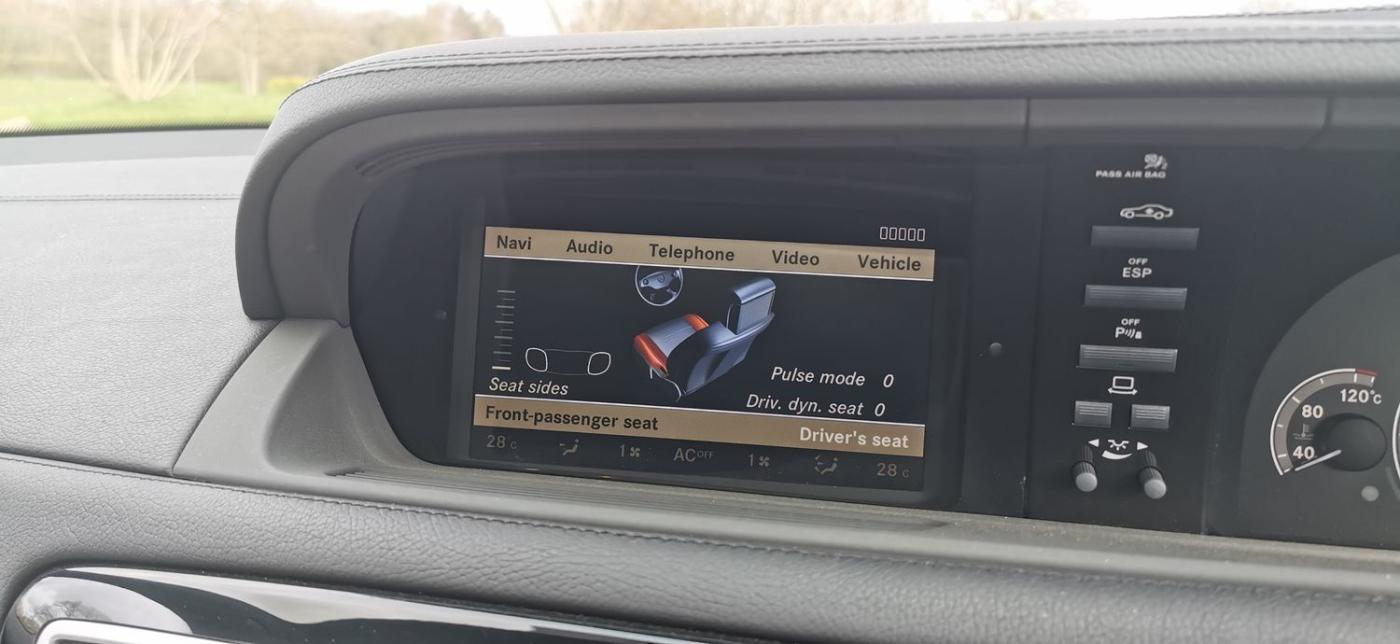 Navi Audio Telephone Video Vehicle
Seat sides
Pulse mode 0
Driv. dyn. seat 0
Front-passenger seat Driver's seat
28 C 1 AC OFF 1 28 C
PASS AIR BAG
OFF
ESP
OFF
P
120°C
80
40